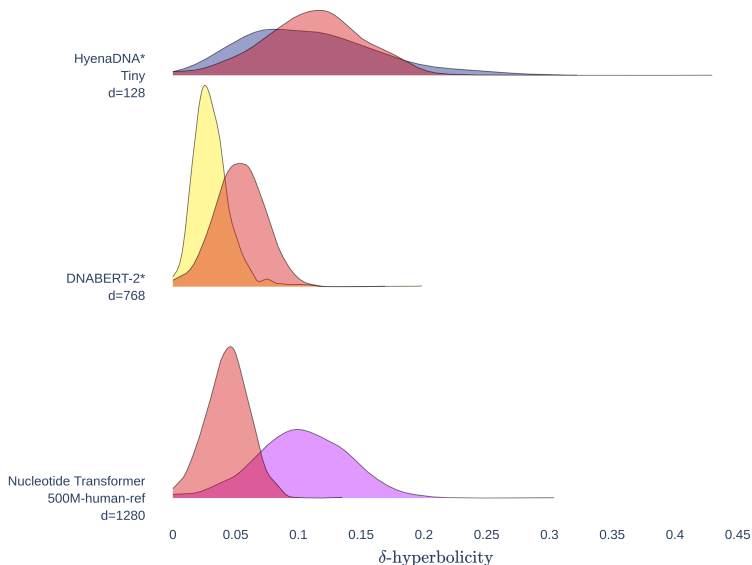 HyenaDNA*
Tiny
d=128
DNABERT-2*
d=768
Nucleotide Transformer
500M-human-ref
d=1280
0 0.05 0.1 0.15 0.2 0.25 0.3 0.35 0.4 0.45
δ-hyperbolicity